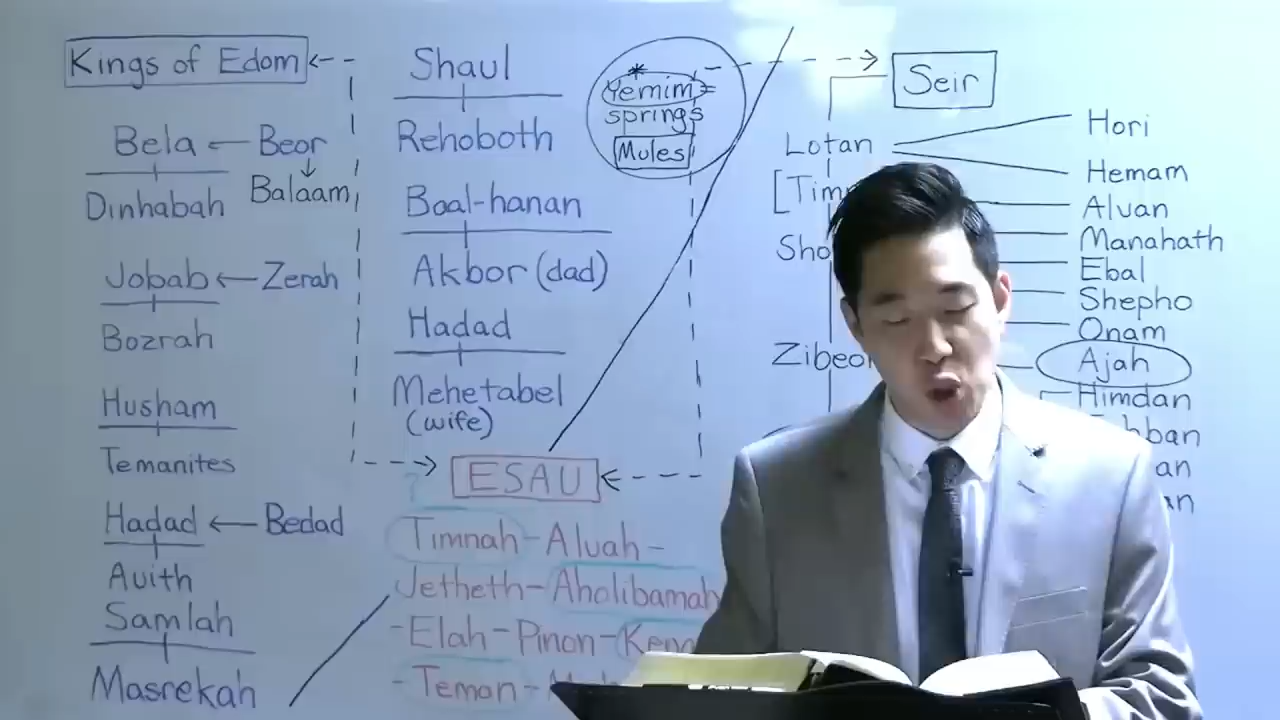 Kings of Edom
Bela ← Beor
Balaam
Dinhabah
Jobab ← Zerah
Bozrah
Husham
Temanites
Hadad ← Bedad
Avith
Samlah
Masrekah
Shaul
Rehoboth
Baal-hanan
Akbor (dad)
Hadad
Mehetabel
(wife)
*
Yemim=
springs
Mules
ESAU
Timnah-Alvah-
Jetheth-Aholibamah
-Elah-Pinon-
-Teman-
Seir
Lotan
Hori
Hemam
Alvan
Manahath
Ebal
Shepho
Onam
Ajah
Himdan